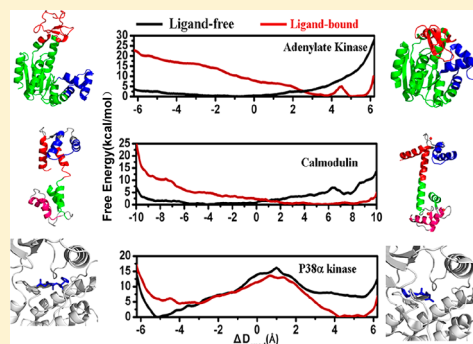 Ligand-free Ligand-bound
Adenylate Kinase
30
25
20
15
10
5
0
-6 -4 -2 0 2 4 6
Free Energy(kcal/mol)
Calmodulin
25
20
15
10
5
0
-10 -8 -6 -4 -2 0 2 4 6 8 10
P38α kinase
20
15
10
5
0
-6 -4 -2 0 2 4 6
ΔD (Å)